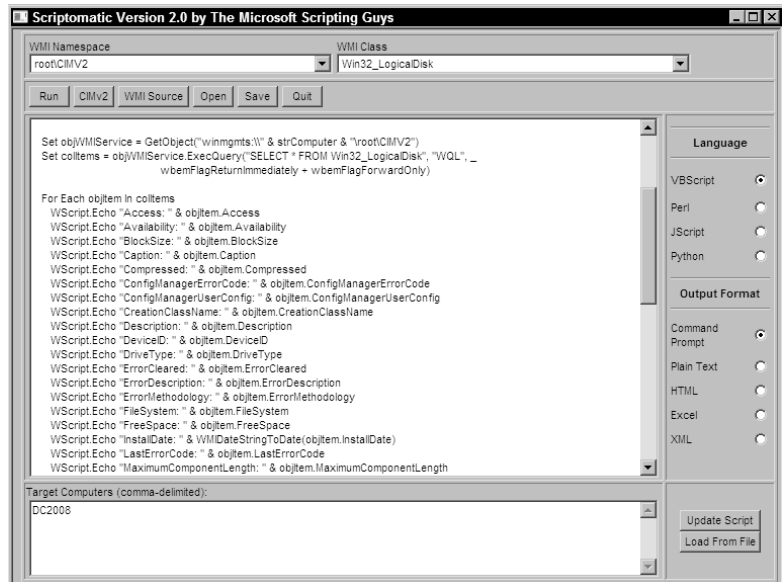 Scriptomatic Version 2.0 by The Microsoft Scripting Guys
WMI Namespace
WMI Class
root\CIMV2
Win32_LogicalDisk
Run
CIMv2
WMI Source
Open
Save
Quit
Set objWMIService = GetObject("winmgmts:\\" & strComputer & "\root\CIMV2")
Set colItems = objWMIService.ExecQuery("SELECT * FROM Win32_LogicalDisk", "WQL", _
wbemFlagReturnImmediately + wbemFlagForwardOnly)
For Each objItem In colItems
WScript.Echo "Access: " & objItem.Access
WScript.Echo "Availability: " & objItem.Availability
WScript.Echo "BlockSize: " & objItem.BlockSize
WScript.Echo "Caption: " & objItem.Caption
WScript.Echo "Compressed: " & objItem.Compressed
WScript.Echo "ConfigManagerErrorCode: " & objItem.ConfigManagerErrorCode
WScript.Echo "ConfigManagerUserConfig: " & objItem.ConfigManagerUserConfig
WScript.Echo "CreationClassName: " & objItem.CreationClassName
WScript.Echo "Description: " & objItem.Description
WScript.Echo "DeviceID: " & objItem.DeviceID
WScript.Echo "DriveType: " & objItem.DriveType
WScript.Echo "ErrorCleared: " & objItem.ErrorCleared
WScript.Echo "ErrorDescription: " & objItem.ErrorDescription
WScript.Echo "ErrorMethodology: " & objItem.ErrorMethodology
WScript.Echo "FileSystem: " & objItem.FileSystem
WScript.Echo "FreeSpace: " & objItem.FreeSpace
WScript.Echo "InstallDate: " & WMIDateStringToDate(objItem.InstallDate)
WScript.Echo "LastErrorCode: " & objItem.LastErrorCode
WScript.Echo "MaximumComponentLength: " & objItem.MaximumComponentLength
Language
VBScript
Perl
JScript
Python
Output Format
Command
Prompt
Plain Text
HTML
Excel
XML
Target Computers (comma-delimited):
DC2008
Update Script
Load From File